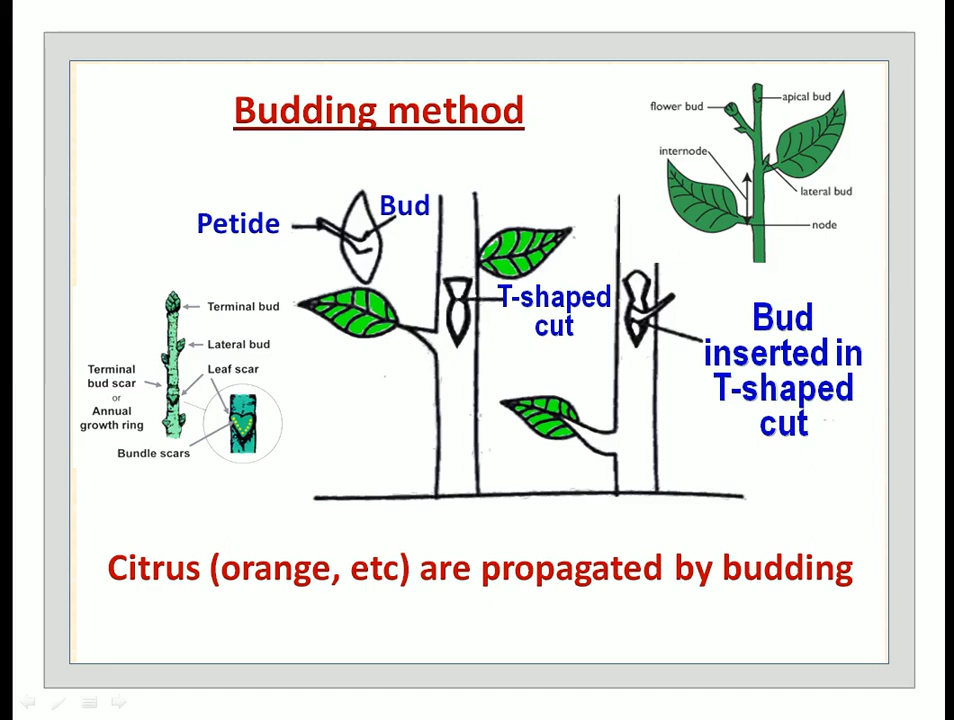 Budding method
flower bud
apical bud
internode
lateral bud
node
Petide
Bud
T-shaped
cut
Bud
inserted in
T-shaped
cut
Terminal bud
Lateral bud
Leaf scar
Terminal
bud scar
or
Annual
growth ring
Bundle scars
Citrus (orange, etc) are propagated by budding